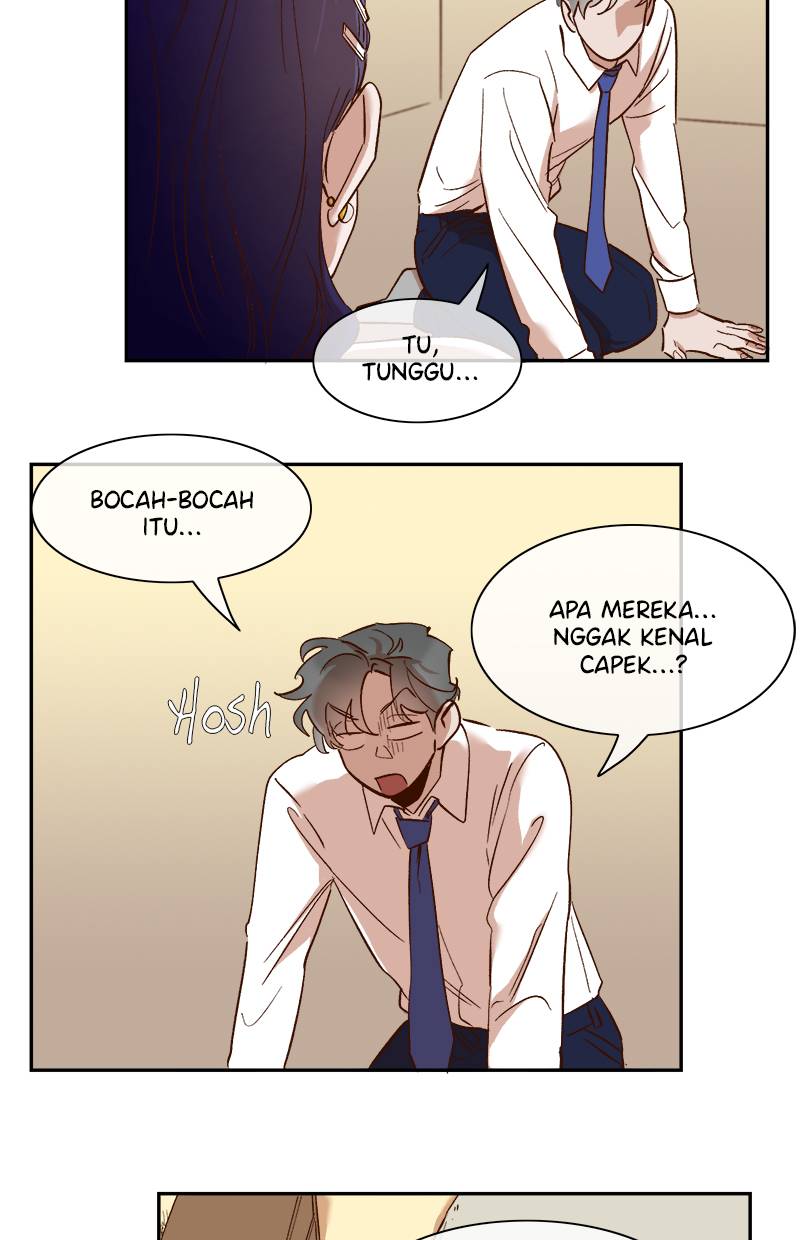 TU,
TUNGGU...
BOCAH-BOCAH
ITU...
APA MEREKA...
NGGAK KENAL
CAPEK...?
Hosh